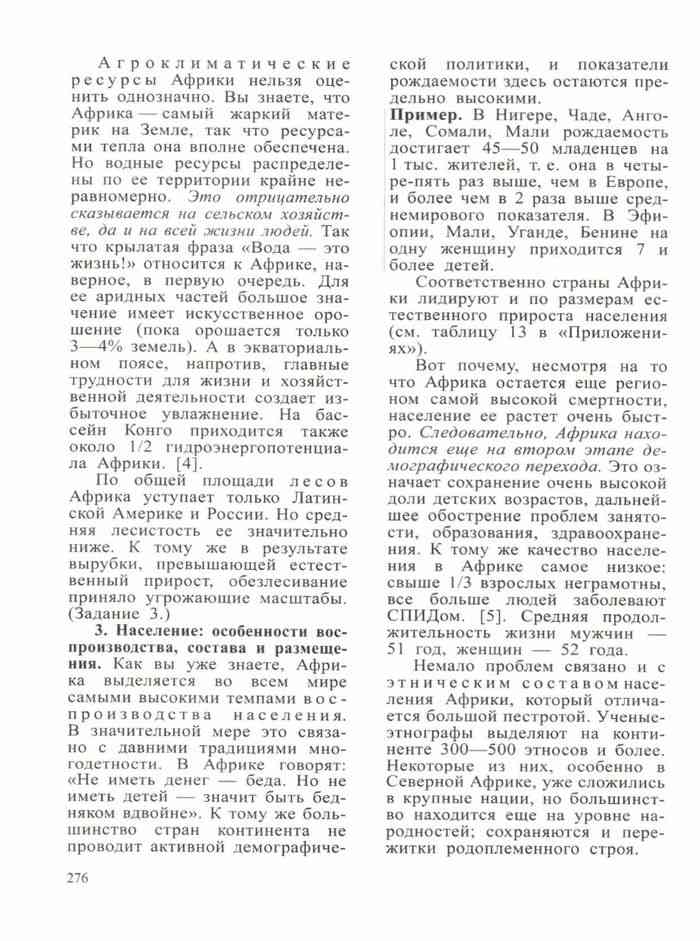 Агроклиматические
ресурсы Африки нельзя оце-
нить однозначно. Вы знаете, что
Африка — самый жаркий мате-
рик на Земле, так что ресурса-
ми тепла она вполне обеспечена.
Но водные ресурсы распределе-
ны по ее территории крайне не-
равномерно. Это отрицательно
сказывается на сельском хозяйст-
ве, да и на всей жизни людей. Так
что крылатая фраза «Вода — это
жизнь!» относится к Африке, на-
верное, в первую очередь. Для
ее аридных частей большое зна-
чение имеет искусственное оро-
шение (пока орошается только
3—4% земель). А в экваториаль-
ном поясе, напротив, главные
трудности для жизни и хозяйст-
венной деятельности создает из-
быточное увлажнение. На бас-
сейн Конго приходится также
около 1/2 гидроэнергопотенциа-
ла Африки. [4].
По общей площади лесов
Африка уступает только Латин-
ской Америке и России. Но сред-
няя лесистость ее значительно
ниже. К тому же в результате
вырубки, превышающей естест-
венный прирост, обезлесивание
приняло угрожающие масштабы.
(Задание 3.)
3. Население: особенности вос-
производства, состава и размеще-
ния. Как вы уже знаете, Афри-
ка выделяется во всем мире
самыми высокими темпами вос-
производства населения.
В значительной мере это связа-
но с давними традициями мно-
годетности. В Африке говорят:
«Не иметь денег — беда. Но не
иметь детей — значит быть бед-
няком вдвойне». К тому же боль-
шинство стран континента не
проводит активной демографиче-
276
ской политики, и показатели
рождаемости здесь остаются пре-
дельно высокими.
Пример. В Нигере, Чаде, Анго-
ле, Сомали, Мали рождаемость
достигает 45—50 младенцев на
1 тыс. жителей, т. е. она в четы-
ре-пять раз выше, чем в Европе,
и более чем в 2 раза выше сред-
немирового показателя. В Эфи-
опии, Мали, Уганде, Бенине на
одну женщину приходится 7 и
более детей.
Соответственно страны Афри-
ки лидируют и по размерам ес-
тественного прироста населения
(см. таблицу 13 в «Приложени-
ях»).
Вот почему, несмотря на то
что Африка остается еще регио-
ном самой высокой смертности,
население ее растет очень быст-
ро. Следовательно, Африка нахо-
дится еще на втором этапе де-
мографического перехода. Это оз-
начает сохранение очень высокой
доли детских возрастов, дальней-
шее обострение проблем занято-
сти, образования, здравоохране-
ния. К тому же качество населе-
ния в Африке самое низкое:
свыше 1/3 взрослых неграмотны,
все больше людей заболевают
СПИДом. [5]. Средняя продол-
жительность жизни мужчин —
51 год, женщин — 52 года.
Немало проблем связано и с
этническим составом насе-
ления Африки, который отлича-
ется большой пестротой. Ученые-
этнографы выделяют на конти-
ненте 300—500 этносов и более.
Некоторые из них, особенно в
Северной Африке, уже сложились
в крупные нации, но большинст-
во находится еще на уровне на-
родностей; сохраняются и пере-
житки родоплеменного строя.